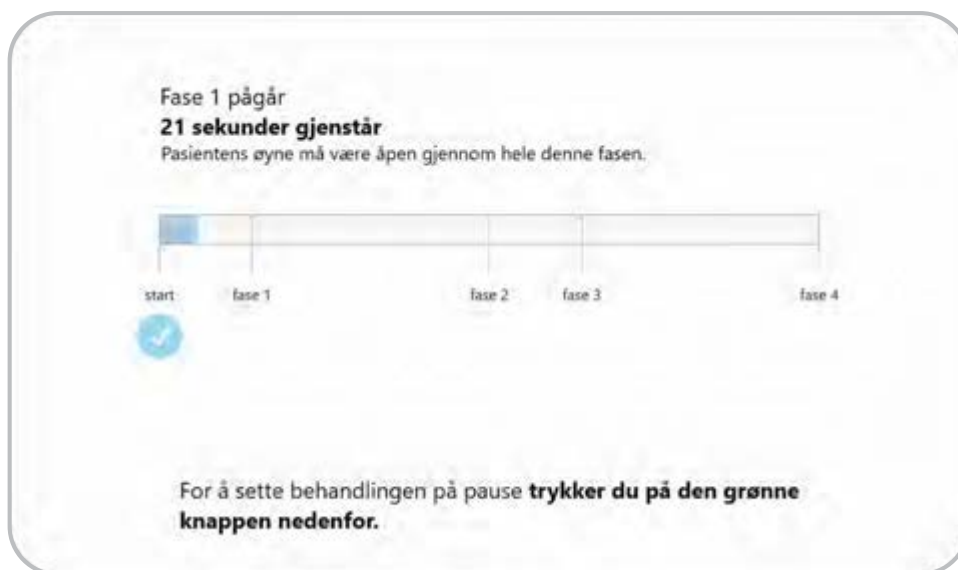 Fase 1 pågår
21 sekunder gjenstår
Pasientens øyne må være åpen gjennom hele denne fasen.
start fase 1 fase 2 fase 3 fase 4
For å sette behandlingen på pause trykker du på den grønne
knappen nedenfor.